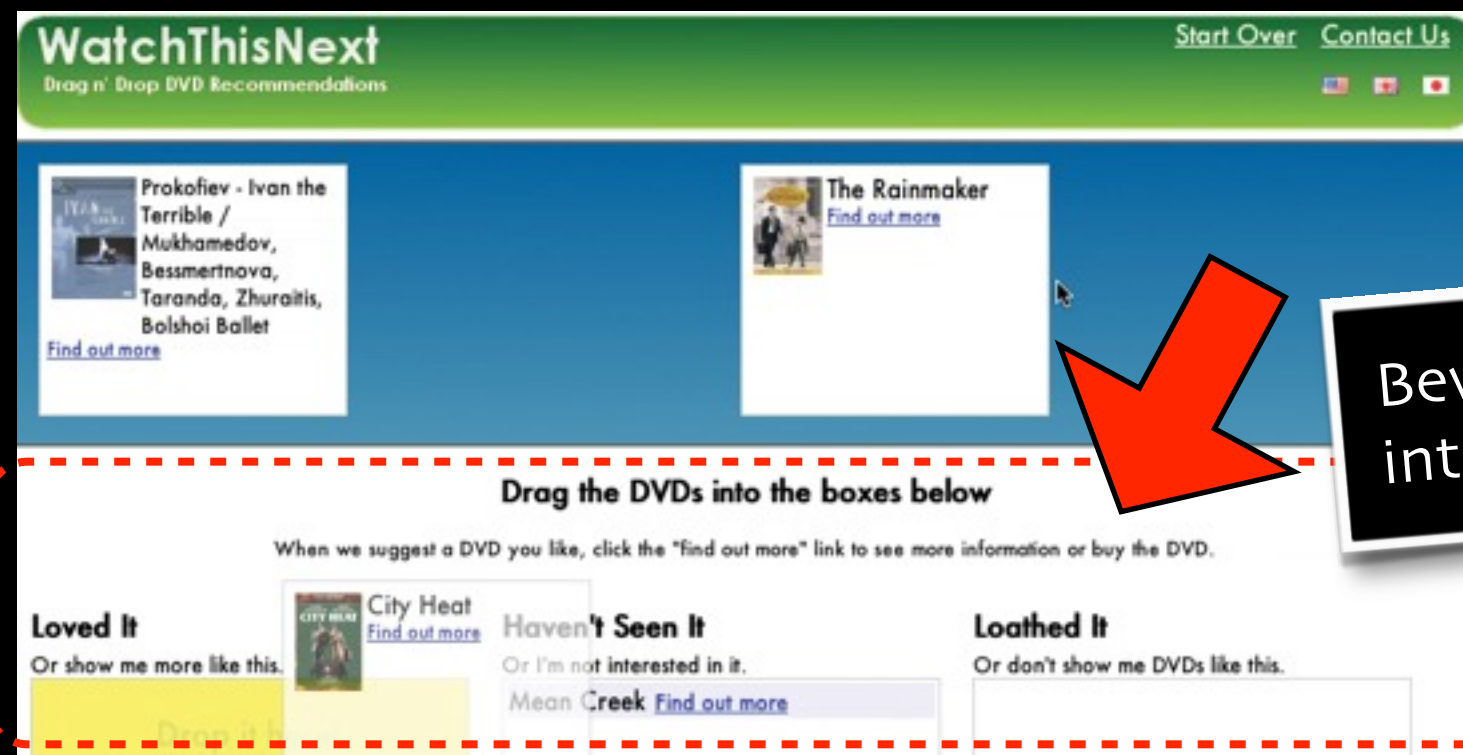 WatchThisNext
Drag n' Drop DVD Recommendations
Start Over Contact Us
Prokofiev - Ivan the
Terrible /
Mukhamedov,
Bessmertnova,
Taranda, Zhuraitis,
Bolshoi Ballet
Find out more
The Rainmaker
Find out more
Drag the DVDs into the boxes below
When we suggest a DVD you like, click the "find out more" link to see more information or buy the DVD.
Loved It
Or show me more like this.
City Heat
Find out more
Haven't Seen It
Or I'm not interested in it.
Mean Creek Find out more
Loathed It
Or don't show me DVDs like this.
Drop it h